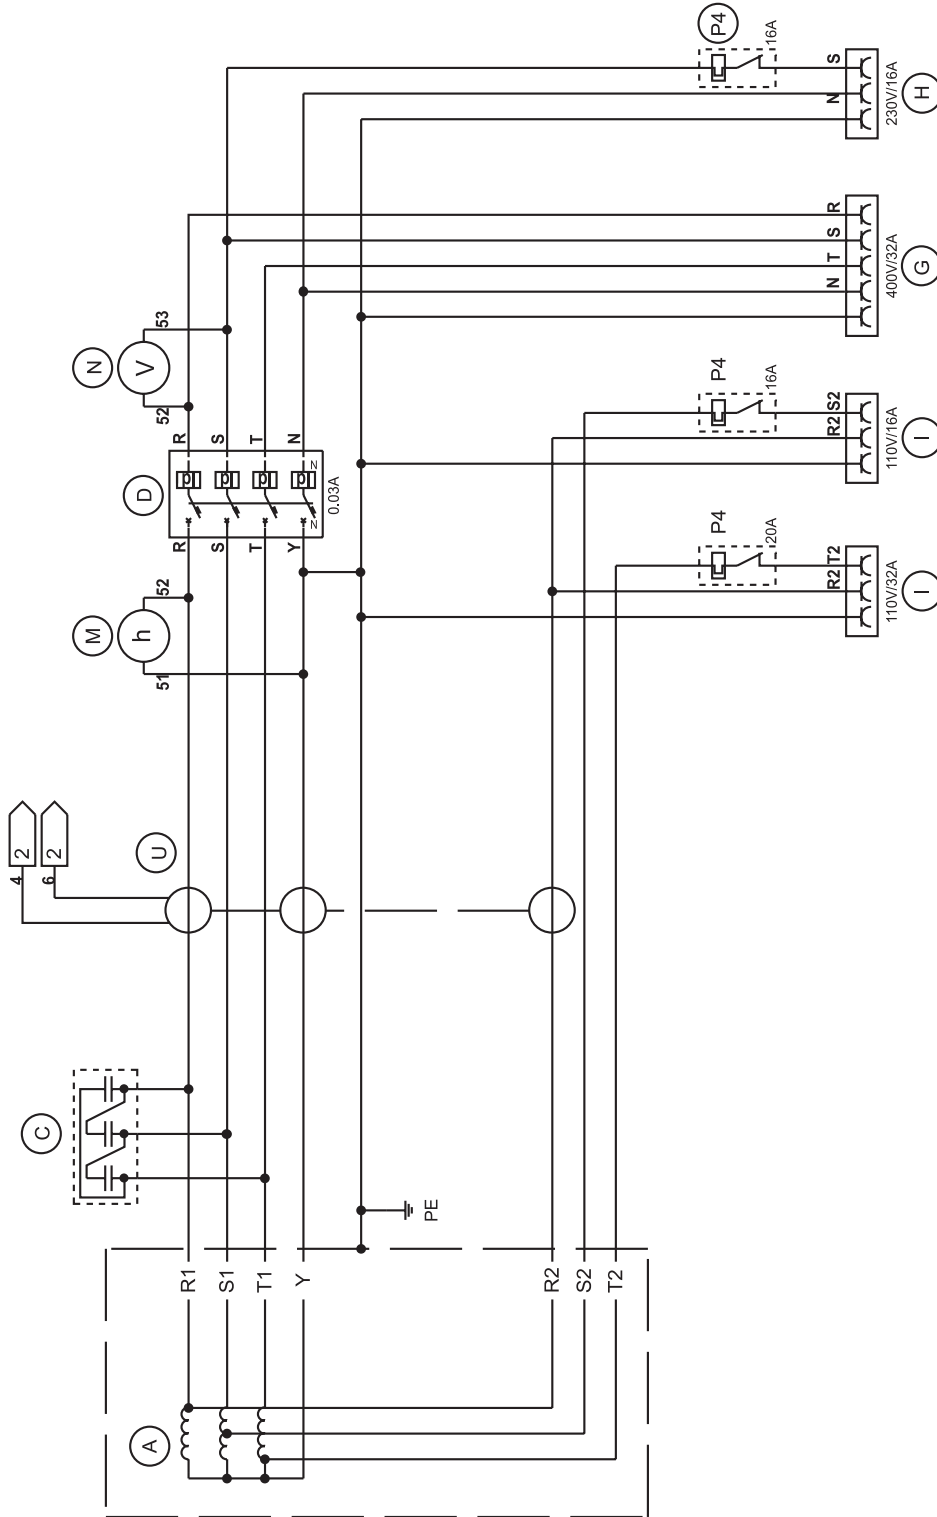 P4
16A
S
N
230V/16A
H
R
S
T
N
400V/32A
G
53
N
V
52
P4
16A
S2
R2
110V/16A
I
R
S
T
N
D
N
N
0.03A
R
S
T
Y
P4
20A
T2
R2
110V/32A
I
52
M
h
51
2
2
4
6
U
C
PE
R1
S1
T1
Y
R2
S2
T2
A